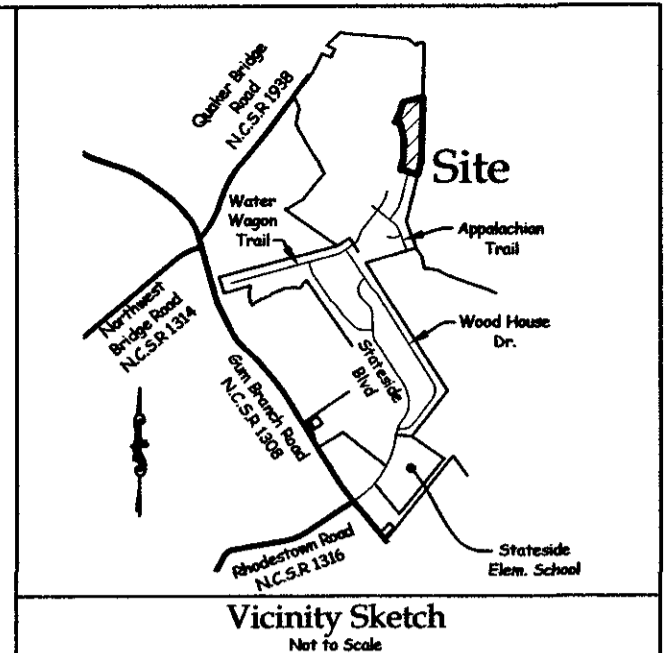 Quaker Bridge
Road
N.C.S.R 1938
Site
Water
Wagon
Trail
Appalachian
Trail
Northwest
Bridge Road
N.C.S.R 1314
Wood House
Dr.
Stateside
Blvd
Gum Branch Road
N.C.S.R 1308
Rhodestown Road
N.C.S.R 1316
Stateside
Elem. School
Vicinity Sketch
Not to Scale